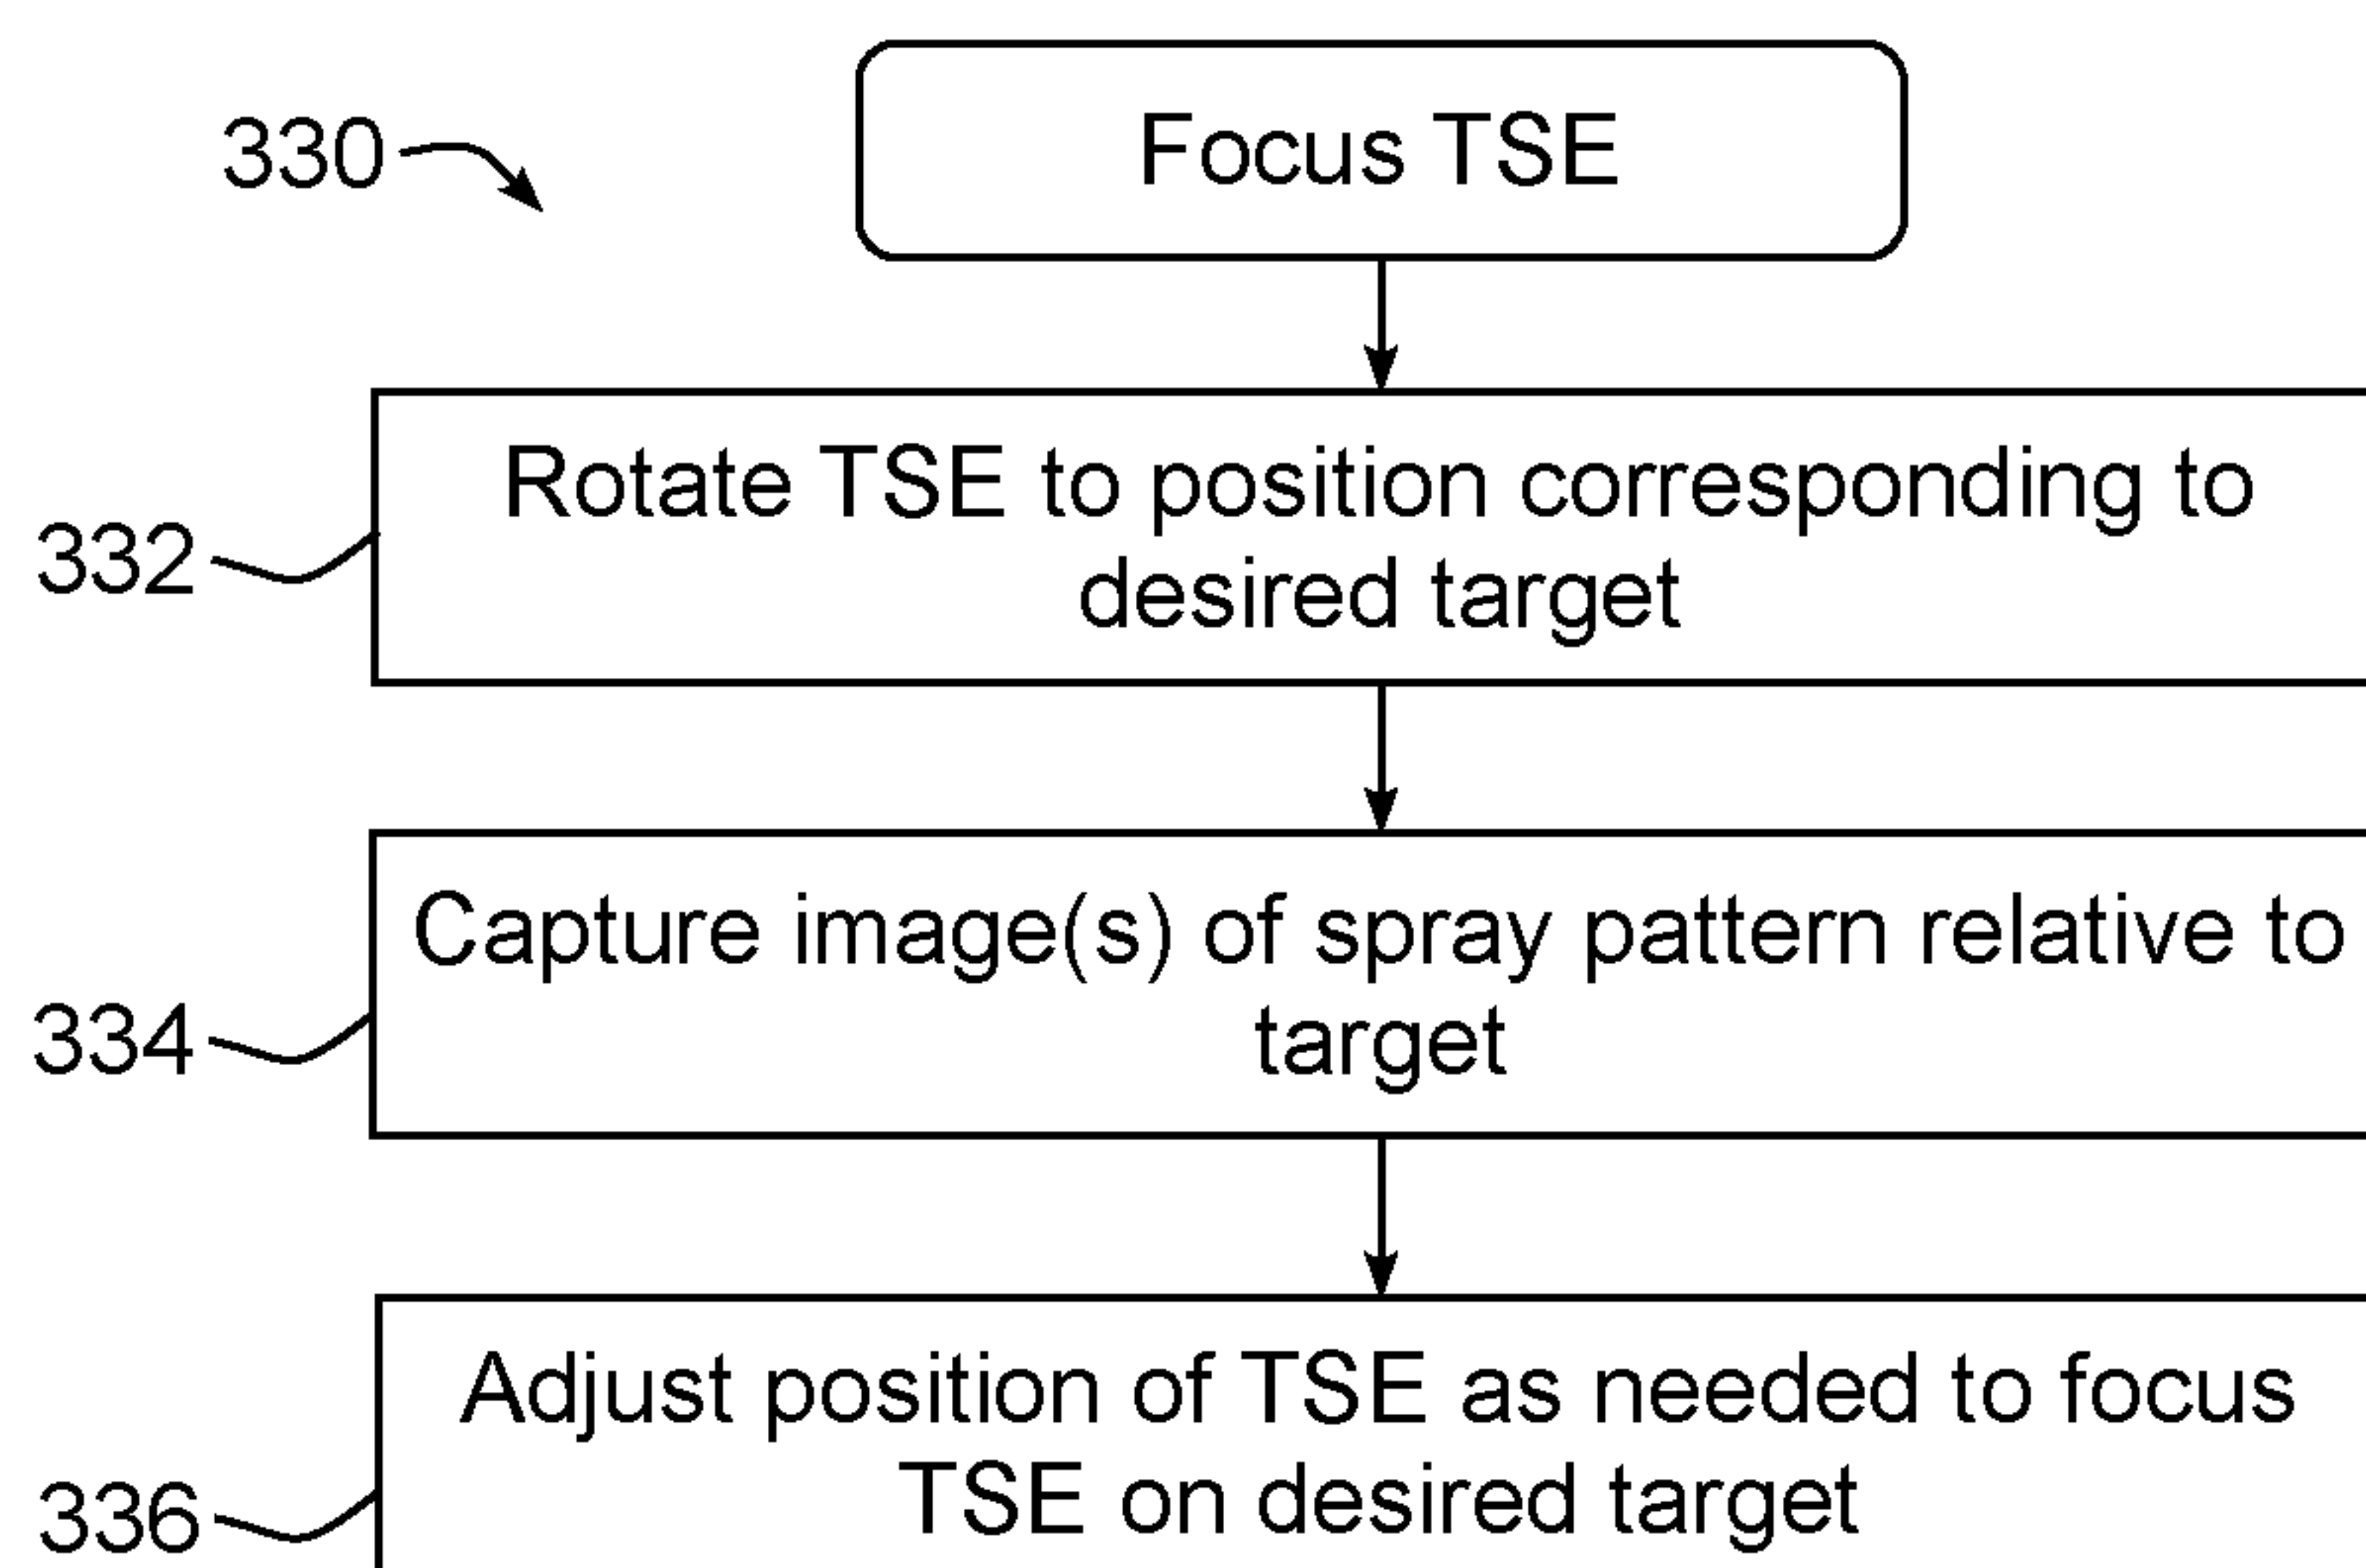 330
Focus TSE
Rotate TSE to position corresponding to
desired target
332
Capture image(s) of spray pattern relative to
target
334
Adjust position of TSE as needed to focus
TSE on desired target
336